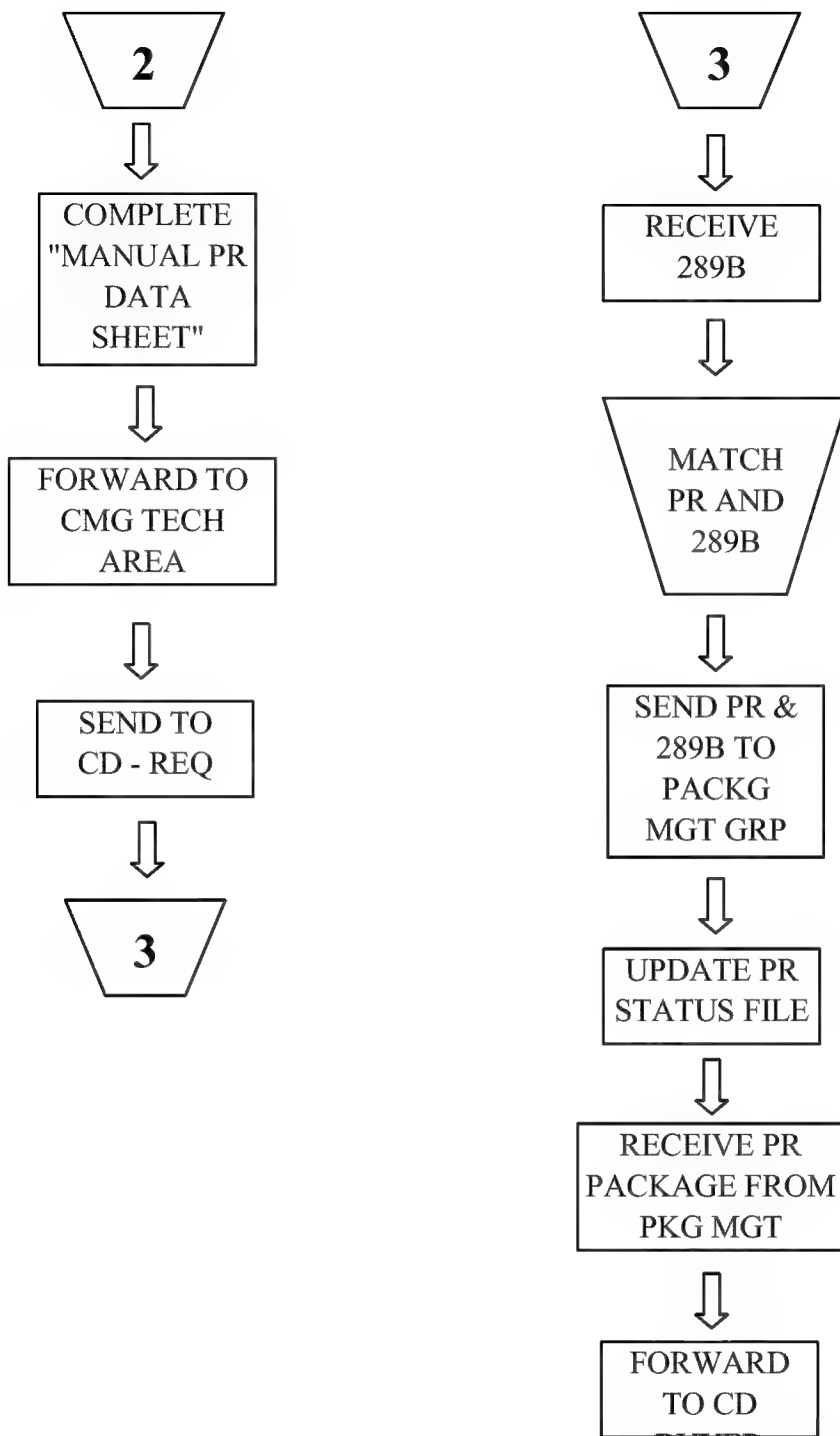 2
COMPLETE
"MANUAL PR
DATA
SHEET"
FORWARD TO
CMG TECH
AREA
SEND TO
CD - REQ
3
3
RECEIVE
289B
MATCH
PR AND
289B
SEND PR &
289B TO
PACKG
MGT GRP
UPDATE PR
STATUS FILE
RECEIVE PR
PACKAGE FROM
PKG MGT
FORWARD
TO CD